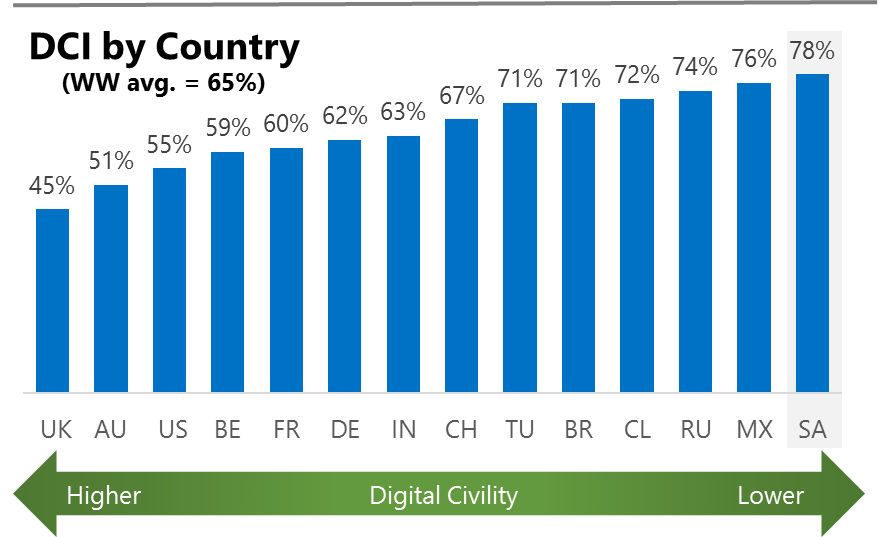 DCI by Country
(WW avg. = 65%)
45% 51% 55% 59% 60% 62% 63% 67% 71% 71% 72% 74% 76% 78%
UK AU US BE FR DE IN CH TU BR CL RU MX SA
Higher Digital Civility Lower